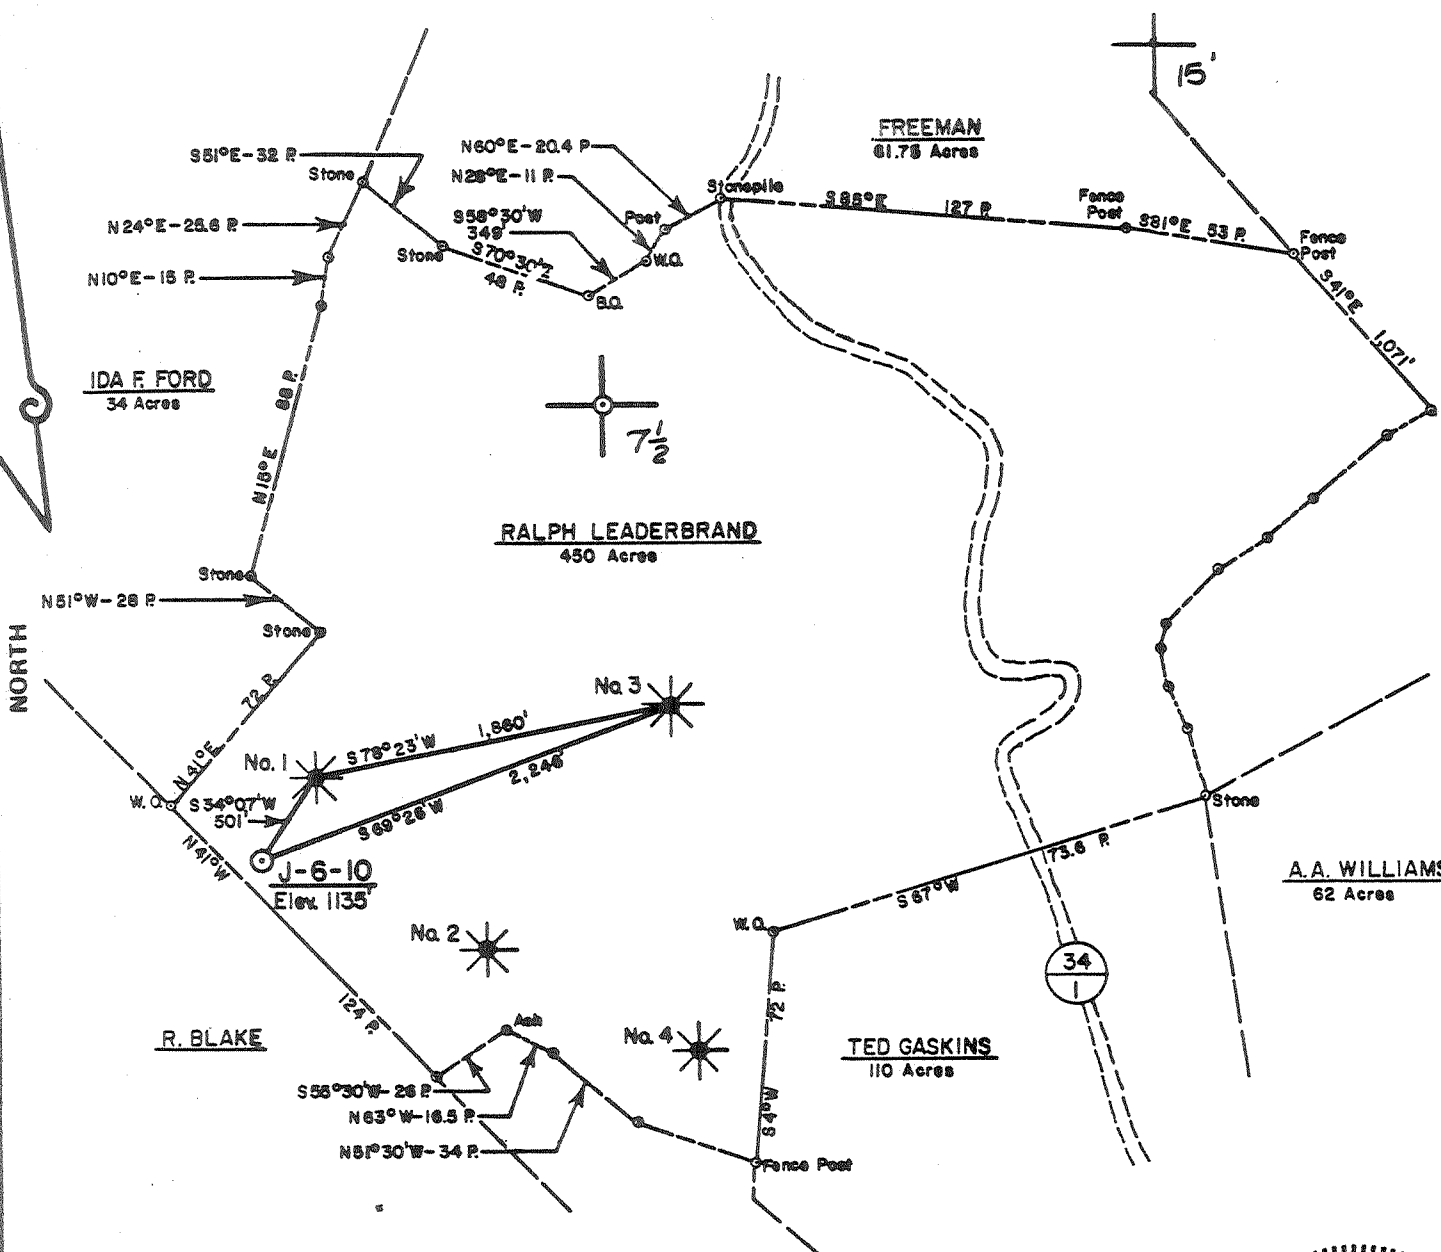 15'
FREEMAN
61.75 Acres
S51°E-32 P.
N60°E-20.4 P
Stone
N28°E-11 P.
Stonepile
N24°E-25.6 P.
S58°30'W
349'
Post
S85°E
127 P.
Fence
Post
S81°E 53 P.
Fence
Post
Stone
S70°30'E
48 P.
W.O.
B.O.
N10°E-15 P.
S41°E
1,071'
IDA F. FORD
34 Acres
88 P.
N18°E
7 1/2
RALPH LEADERBRAND
450 Acres
Stone
N51°W-28 P.
Stone
NORTH
72 P.
N41°E
No. 3
1,860'
S78°23'W
No. 1
2,246'
W.O.
S34°07'W
501'
S69°26'W
Stone
N41°W
J-6-10
Elev. 1135'
73.6 P.
S67°W
A.A. WILLIAMS
62 Acres
No. 2
W.O.
34
1
124 P.
72 P.
Ash
R. BLAKE
No. 4
TED GASKINS
110 Acres
S55°30'W-26 P.
N63°W-16.5 P.
S4°W
N51°30'W-34 P.
Fence Post